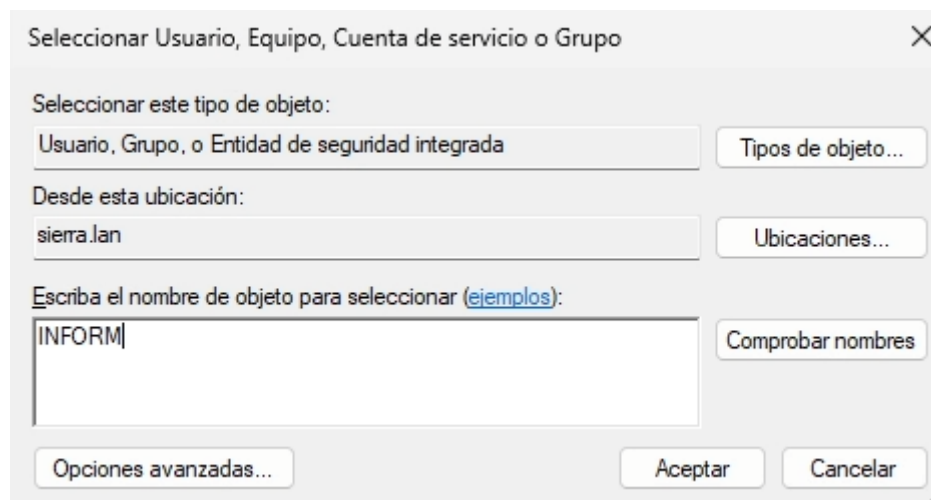 Seleccionar Usuario, Equipo, Cuenta de servicio o Grupo
Seleccionar este tipo de objeto:
Usuario, Grupo, o Entidad de seguridad integrada
Tipos de objeto...
Desde esta ubicación:
sierra.lan
Ubicaciones...
Escriba el nombre de objeto para seleccionar (ejemplos):
INFORM
Comprobar nombres
Opciones avanzadas...
Aceptar
Cancelar